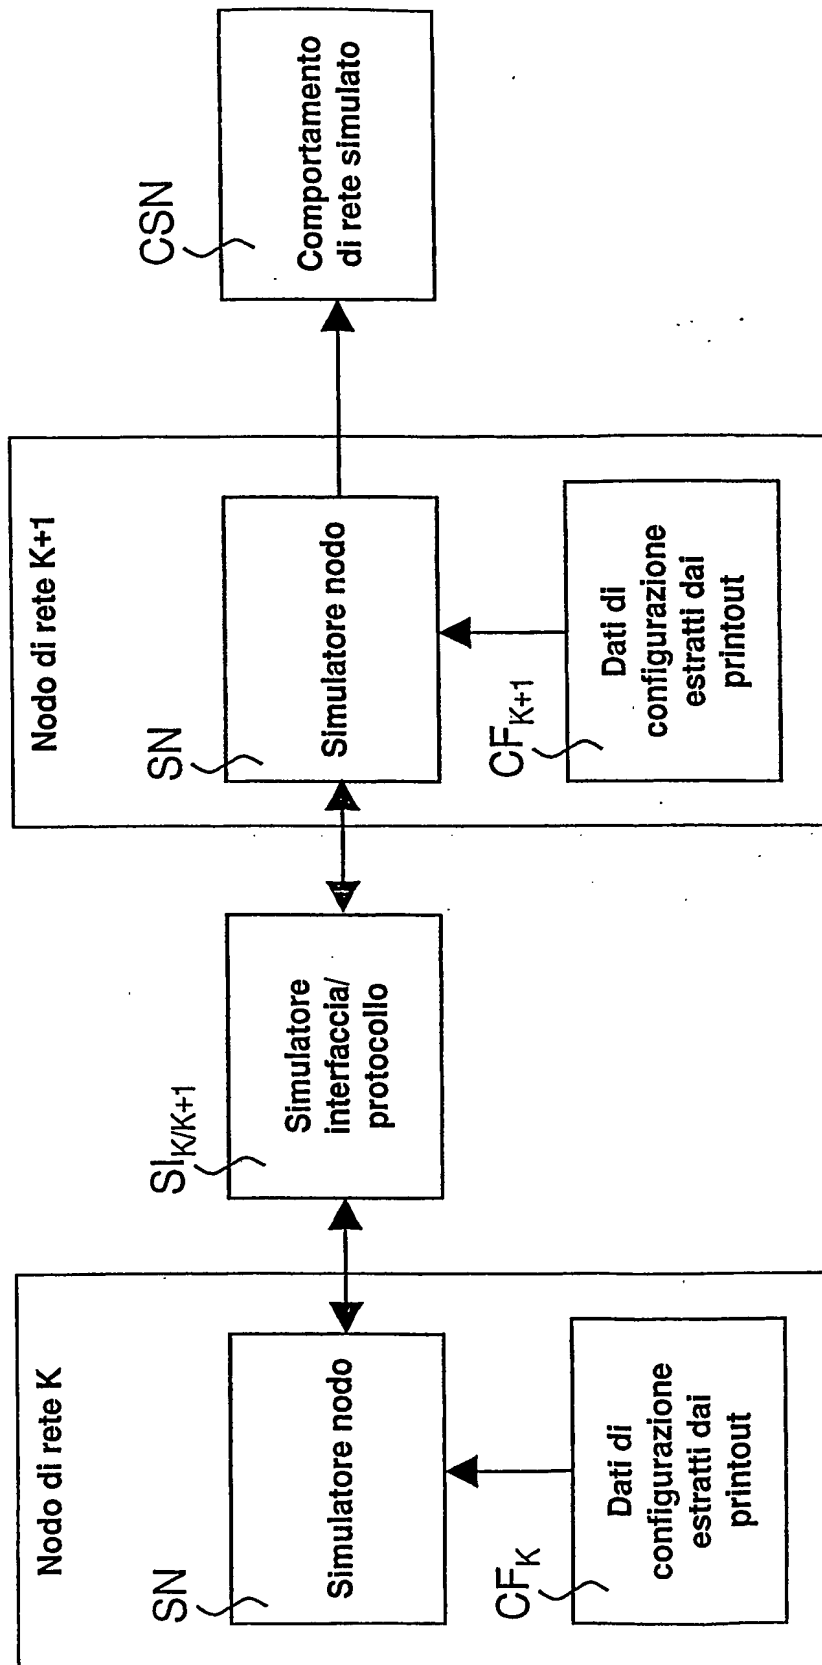 Nodo di rete K
SN
Simulatore nodo
CF_K
Dati di
configurazione
estratti dai
printout
SI_K/K+1
Simulatore
interfaccia/
protocollo
Nodo di rete K+1
SN
Simulatore nodo
CF_K+1
Dati di
configurazione
estratti dai
printout
CSN
Comportamento
di rete simulato